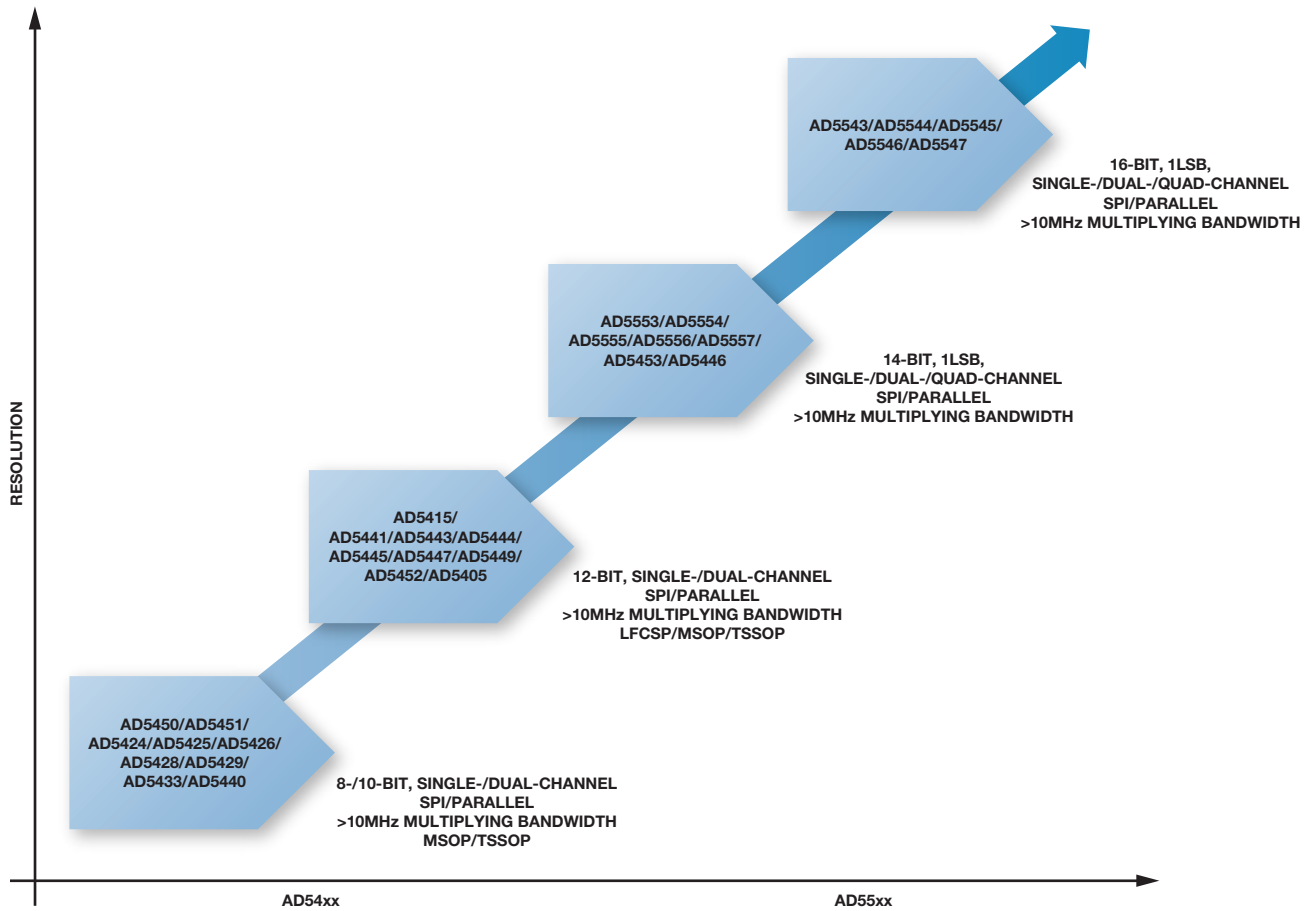 AD5543/AD5544/AD5545/
AD5546/AD5547
16-BIT, 1LSB,
SINGLE-/DUAL-/QUAD-CHANNEL
SPI/PARALLEL
>10MHz MULTIPLYING BANDWIDTH
AD5553/AD5554/
AD5555/AD5556/AD5557/
AD5453/AD5446
14-BIT, 1LSB,
SINGLE-/DUAL-/QUAD-CHANNEL
SPI/PARALLEL
>10MHz MULTIPLYING BANDWIDTH
RESOLUTION
AD5415/
AD5441/AD5443/AD5444/
AD5445/AD5447/AD5449/
AD5452/AD5405
12-BIT, SINGLE-/DUAL-CHANNEL
SPI/PARALLEL
>10MHz MULTIPLYING BANDWIDTH
LFCSP/MSOP/TSSOP
AD5450/AD5451/
AD5424/AD5425/AD5426/
AD5428/AD5429/
AD5433/AD5440
8-/10-BIT, SINGLE-/DUAL-CHANNEL
SPI/PARALLEL
>10MHz MULTIPLYING BANDWIDTH
MSOP/TSSOP
AD54xx
AD55xx